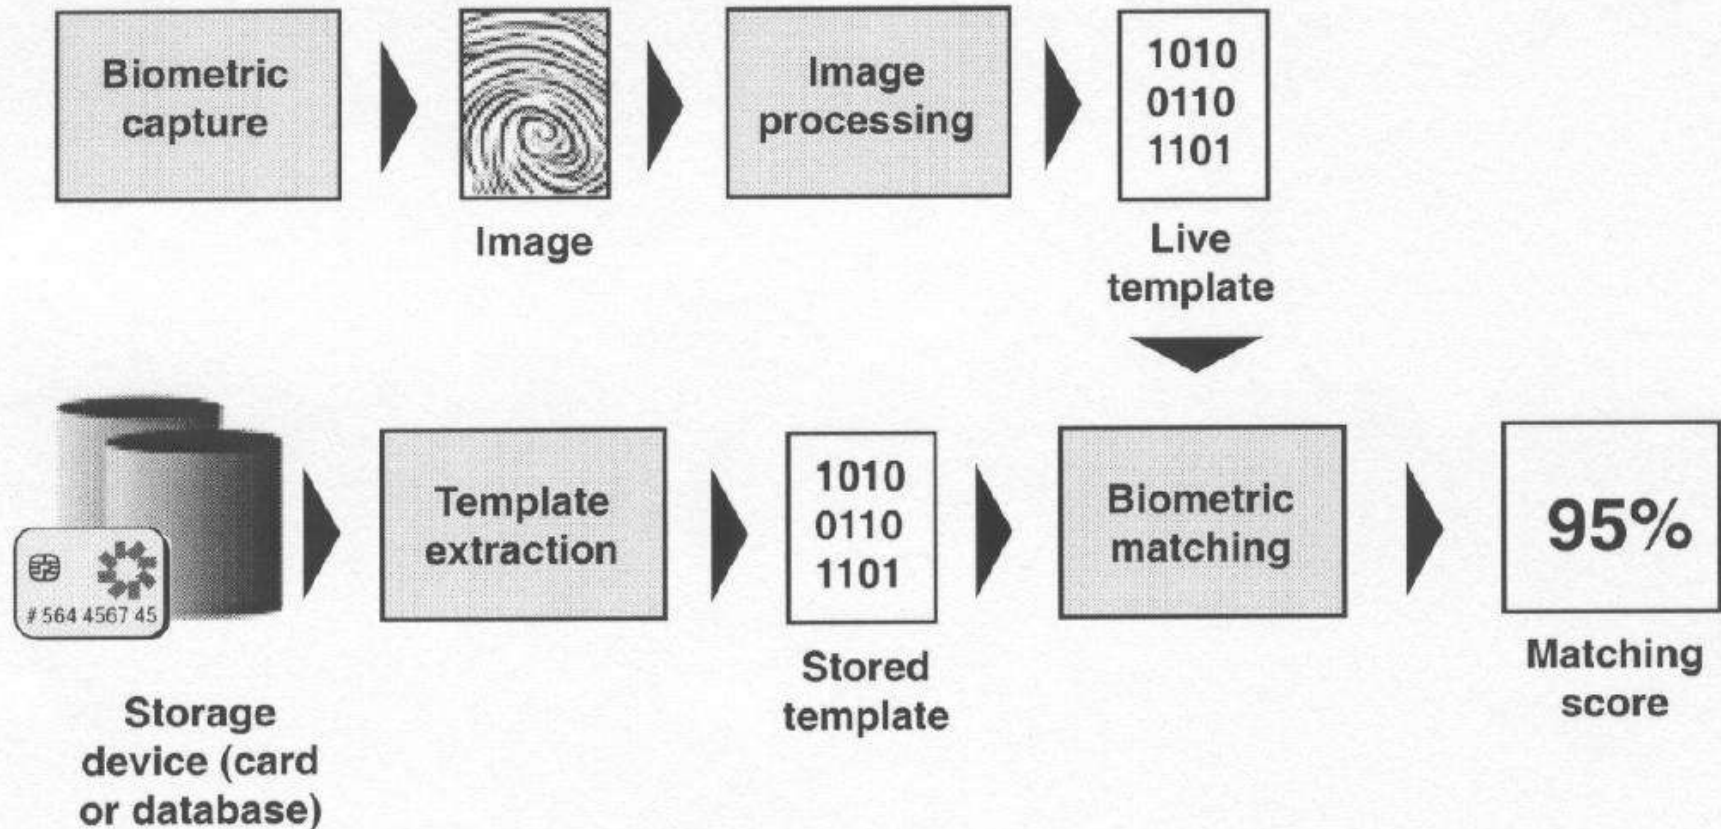 Biometric
capture
Image
Image
processing
1010
0110
1101
Live
template
# 564 4567 45
Storage
device (card
or database)
Template
extraction
1010
0110
1101
Stored
template
Biometric
matching
95%
Matching
score